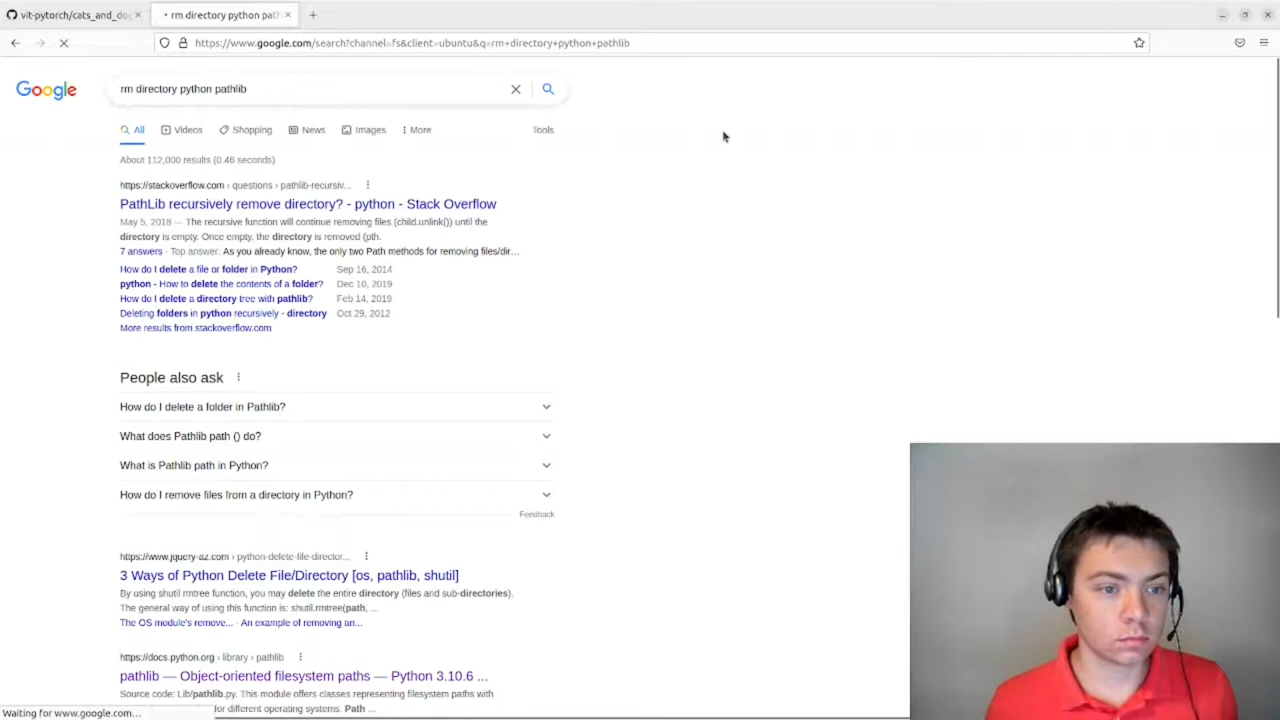 vit-pytorch/cats_and_dog
rm directory python path
https://www.google.com/search?channel=fs&client=ubuntu&q=rm+directory+python+pathlib
Google
rm directory python pathlib
All
Videos
Shopping
News
Images
More
Tools
About 112,000 results (0.46 seconds)
https://stackoverflow.com › questions › pathlib-recursiv...
PathLib recursively remove directory? - python - Stack Overflow
May 5, 2018 — The recursive function will continue removing files (child.unlink()) until the
directory is empty. Once empty, the directory is removed (pth.
7 answers · Top answer: As you already know, the only two Path methods for removing files/dir...
How do I delete a file or folder in Python? Sep 16, 2014
python - How to delete the contents of a folder? Dec 10, 2019
How do I delete a directory tree with pathlib? Feb 14, 2019
Deleting folders in python recursively - directory Oct 29, 2012
More results from stackoverflow.com
People also ask
How do I delete a folder in Pathlib?
What does Pathlib path () do?
What is Pathlib path in Python?
How do I remove files from a directory in Python?
Feedback
https://www.jquery-az.com › python-delete-file-director...
3 Ways of Python Delete File/Directory [os, pathlib, shutil]
By using shutil rmtree function, you may delete the entire directory (files and sub-directories).
The general way of using this function is: shutil.rmtree(path, ...
The OS module's remove... · An example of removing an...
https://docs.python.org › library › pathlib
pathlib — Object-oriented filesystem paths — Python 3.10.6 ...
Source code: Lib/pathlib.py. This module offers classes representing filesystem paths with
for different operating systems. Path ...
Waiting for www.google.com…